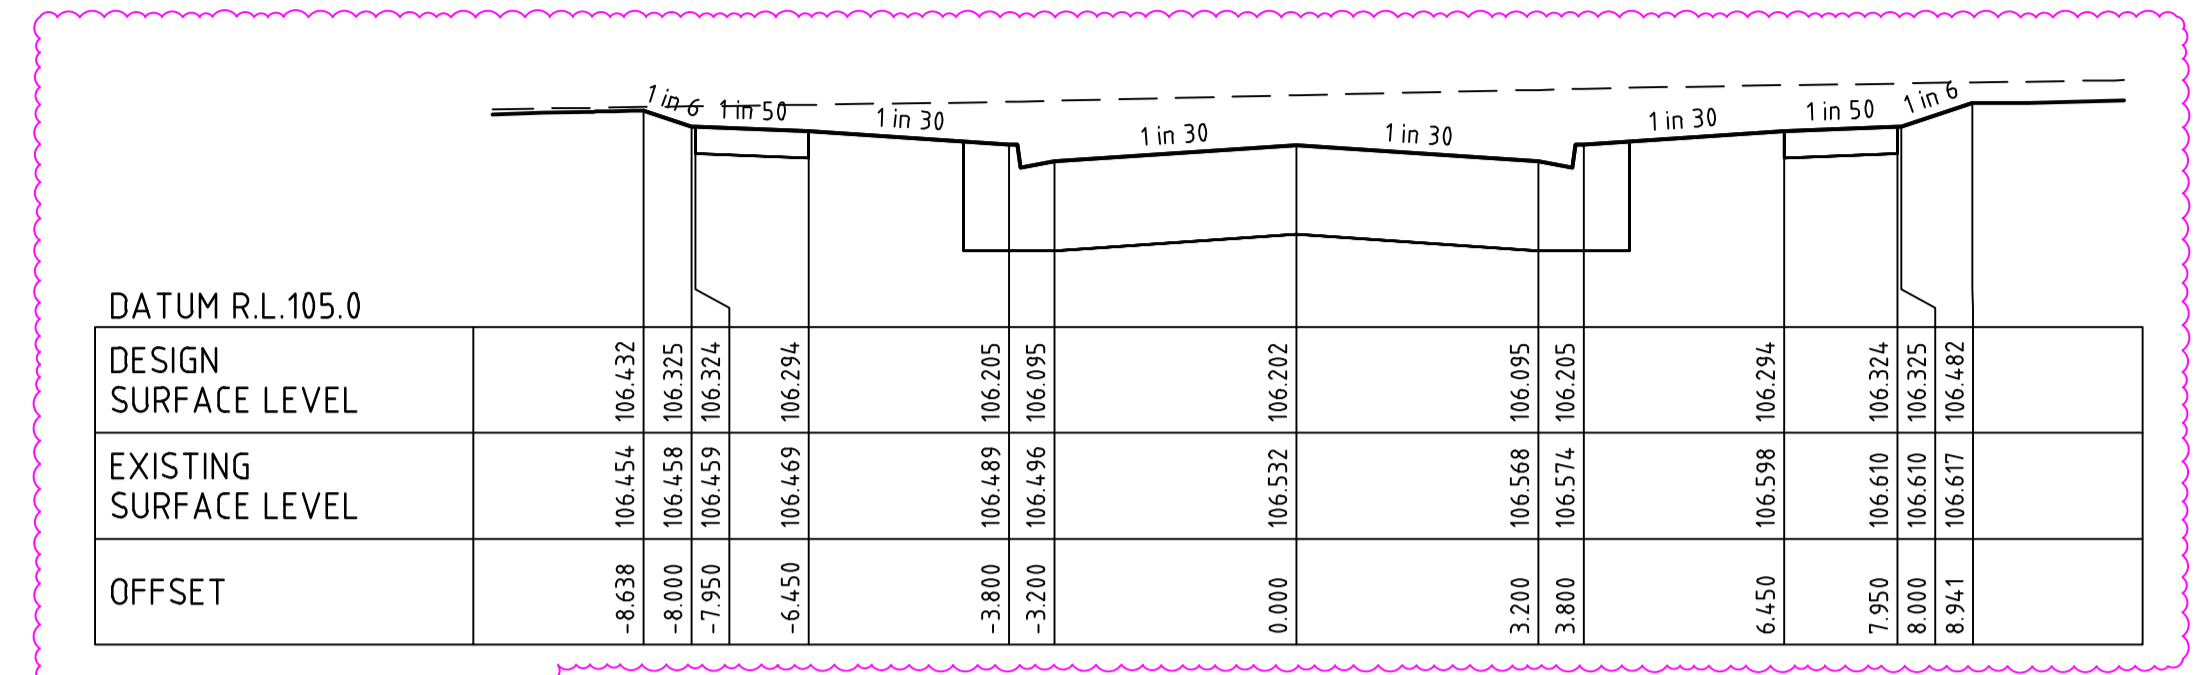 1 in 6
1 in 50
1 in 30
1 in 30
1 in 30
1 in 30
1 in 50
1 in 6
DATUM R.L.105.0
DESIGN
SURFACE LEVEL
106.432
106.325
106.324
106.294
106.205
106.095
106.202
106.095
106.205
106.294
106.324
106.325
106.482
EXISTING
SURFACE LEVEL
106.454
106.458
106.459
106.469
106.489
106.496
106.532
106.568
106.574
106.598
106.610
106.610
106.617
OFFSET
-8.638
-8.000
-7.950
-6.450
-3.800
-3.200
0.000
3.200
3.800
6.450
7.950
8.000
8.941